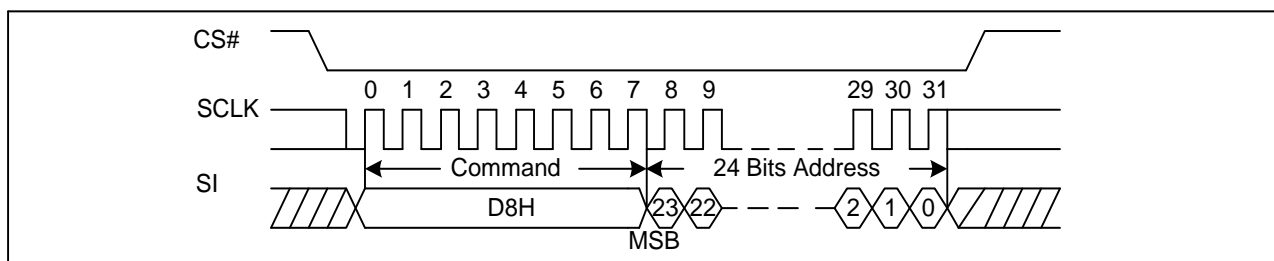 CS#
0 1 2 3 4 5 6 7 8 9 29 30 31
SCLK
Command 24 Bits Address
SI
D8H 23 22 2 1 0
MSB